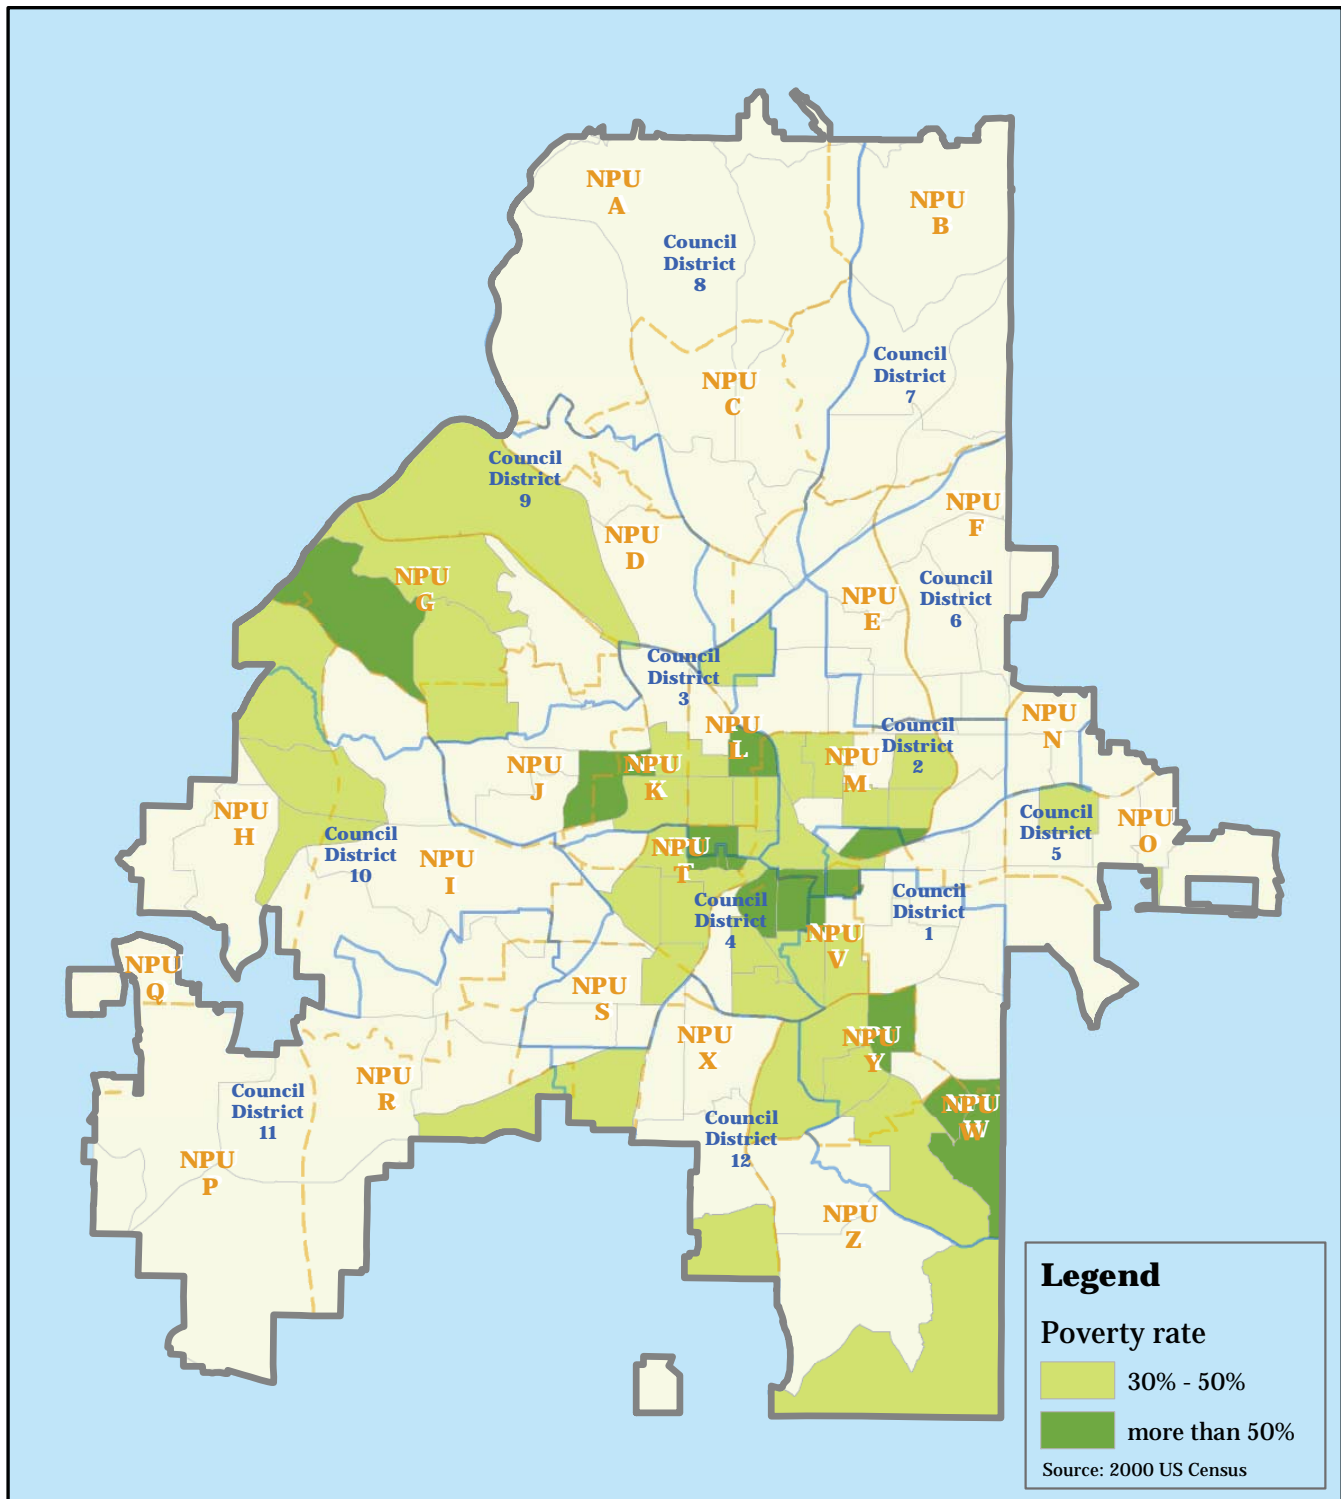 NPU
A
NPU
B
Council
District
8
Council
District
7
NPU
C
Council
District
9
NPU
F
NPU
D
NPU
G
Council
District
6
NPU
E
Council
District
3
NPU
N
NPU
L
Council
District
2
NPU
J
NPU
K
NPU
M
NPU
H
Council
District
5
NPU
O
Council
District
10
NPU
I
NPU
T
Council
District
4
Council
District
1
NPU
V
NPU
Q
NPU
S
NPU
X
NPU
Y
NPU
R
Council
District
11
NPU
W
Council
District
12
NPU
P
NPU
Z
Legend
Poverty rate
30% - 50%
more than 50%
Source: 2000 US Census